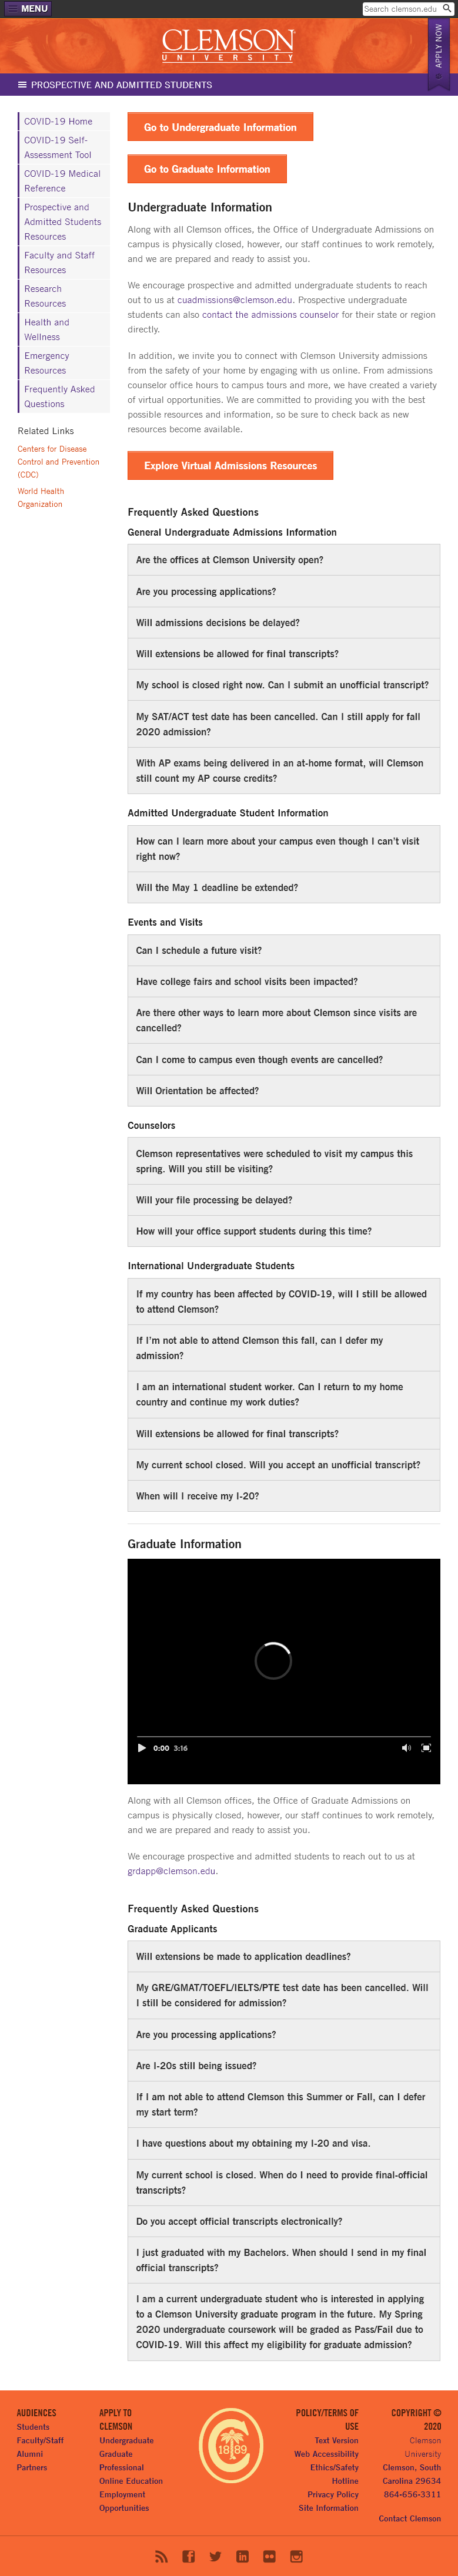 MENU
Search clemson.edu
CLEMSON
UNIVERSITY
APPLY NOW
PROSPECTIVE AND ADMITTED STUDENTS
COVID-19 Home
COVID-19 Self-
Assessment Tool
COVID-19 Medical
Reference
Prospective and
Admitted Students
Resources
Faculty and Staff
Resources
Research
Resources
Health and
Wellness
Emergency
Resources
Frequently Asked
Questions
Related Links
Centers for Disease
Control and Prevention
(CDC)
World Health
Organization
Go to Undergraduate Information
Go to Graduate Information
Undergraduate Information
Along with all Clemson offices, the Office of Undergraduate Admissions on
campus is physically closed, however, our staff continues to work remotely,
and we are prepared and ready to assist you.
We encourage prospective and admitted undergraduate students to reach
out to us at cuadmissions@clemson.edu. Prospective undergraduate
students can also contact the admissions counselor for their state or region
directly.
In addition, we invite you to connect with Clemson University admissions
from the safety of your home by engaging with us online. From admissions
counselor office hours to campus tours and more, we have created a variety
of virtual opportunities. We are committed to providing you with the best
possible resources and information, so be sure to check back as new
resources become available.
Explore Virtual Admissions Resources
Frequently Asked Questions
General Undergraduate Admissions Information
Are the offices at Clemson University open?
Are you processing applications?
Will admissions decisions be delayed?
Will extensions be allowed for final transcripts?
My school is closed right now. Can I submit an unofficial transcript?
My SAT/ACT test date has been cancelled. Can I still apply for fall
2020 admission?
With AP exams being delivered in an at-home format, will Clemson
still count my AP course credits?
Admitted Undergraduate Student Information
How can I learn more about your campus even though I can't visit
right now?
Will the May 1 deadline be extended?
Events and Visits
Can I schedule a future visit?
Have college fairs and school visits been impacted?
Are there other ways to learn more about Clemson since visits are
cancelled?
Can I come to campus even though events are cancelled?
Will Orientation be affected?
Counselors
Clemson representatives were scheduled to visit my campus this
spring. Will you still be visiting?
Will your file processing be delayed?
How will your office support students during this time?
International Undergraduate Students
If my country has been affected by COVID-19, will I still be allowed
to attend Clemson?
If I'm not able to attend Clemson this fall, can I defer my
admission?
I am an international student worker. Can I return to my home
country and continue my work duties?
Will extensions be allowed for final transcripts?
My current school closed. Will you accept an unofficial transcript?
When will I receive my I-20?
Graduate Information
0:00 3:16
Along with all Clemson offices, the Office of Graduate Admissions on
campus is physically closed, however, our staff continues to work remotely,
and we are prepared and ready to assist you.
We encourage prospective and admitted students to reach out to us at
grdapp@clemson.edu.
Frequently Asked Questions
Graduate Applicants
Will extensions be made to application deadlines?
My GRE/GMAT/TOEFL/IELTS/PTE test date has been cancelled. Will
I still be considered for admission?
Are you processing applications?
Are I-20s still being issued?
If I am not able to attend Clemson this Summer or Fall, can I defer
my start term?
I have questions about my obtaining my I-20 and visa.
My current school is closed. When do I need to provide final-official
transcripts?
Do you accept official transcripts electronically?
I just graduated with my Bachelors. When should I send in my final
official transcripts?
I am a current undergraduate student who is interested in applying
to a Clemson University graduate program in the future. My Spring
2020 undergraduate coursework will be graded as Pass/Fail due to
COVID-19. Will this affect my eligibility for graduate admission?
AUDIENCES
Students
Faculty/Staff
Alumni
Partners
APPLY TO
CLEMSON
Undergraduate
Graduate
Professional
Online Education
Employment
Opportunities
1889
POLICY/TERMS OF
USE
Text Version
Web Accessibility
Ethics/Safety
Hotline
Privacy Policy
Site Information
COPYRIGHT ©
2020
Clemson
University
Clemson, South
Carolina 29634
864-656-3311
Contact Clemson